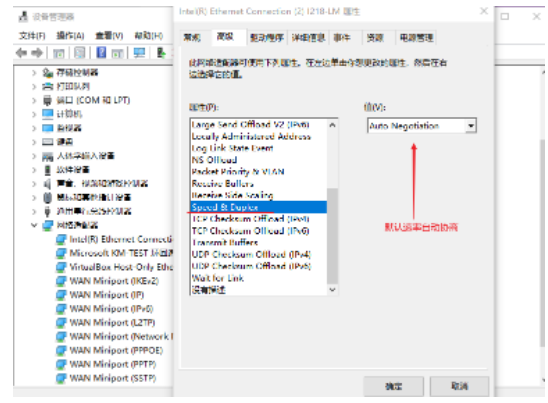 设备管理器
文件(F) 操作(A) 查看(V) 帮助(H)
存储控制器
打印队列
端口 (COM 和 LPT)
计算机
监视器
键盘
人体学输入设备
软件设备
声音、视频和游戏控制器
鼠标和其他指针设备
通用串行总线控制器
网络适配器
Intel(R) Ethernet Connecti
Microsoft KM-TEST 环回
VirtualBox Host-Only Ethe
WAN Miniport (IKEv2)
WAN Miniport (IP)
WAN Miniport (IPv6)
WAN Miniport (L2TP)
WAN Miniport (Network
WAN Miniport (PPPOE)
WAN Miniport (PPTP)
WAN Miniport (SSTP)
Intel(R) Ethernet Connection (2) I218-LM 属性
常规 高级 驱动程序 详细信息 事件 资源 电源管理
此网络适配器可使用下列属性。在左边单击你想更改的属性，然后在右
边选择它的值。
属性(P):
值(V):
Large Send Offload V2 (IPv6)
Locally Administered Address
Log Link State Event
NS Offload
Packet Priority & VLAN
Receive Buffers
Receive Side Scaling
Speed & Duplex
TCP Checksum Offload (IPv4)
TCP Checksum Offload (IPv6)
Transmit Buffers
UDP Checksum Offload (IPv4)
UDP Checksum Offload (IPv6)
Wait for Link
没有描述
Auto Negotiation
默认速率自动协商
确定 取消